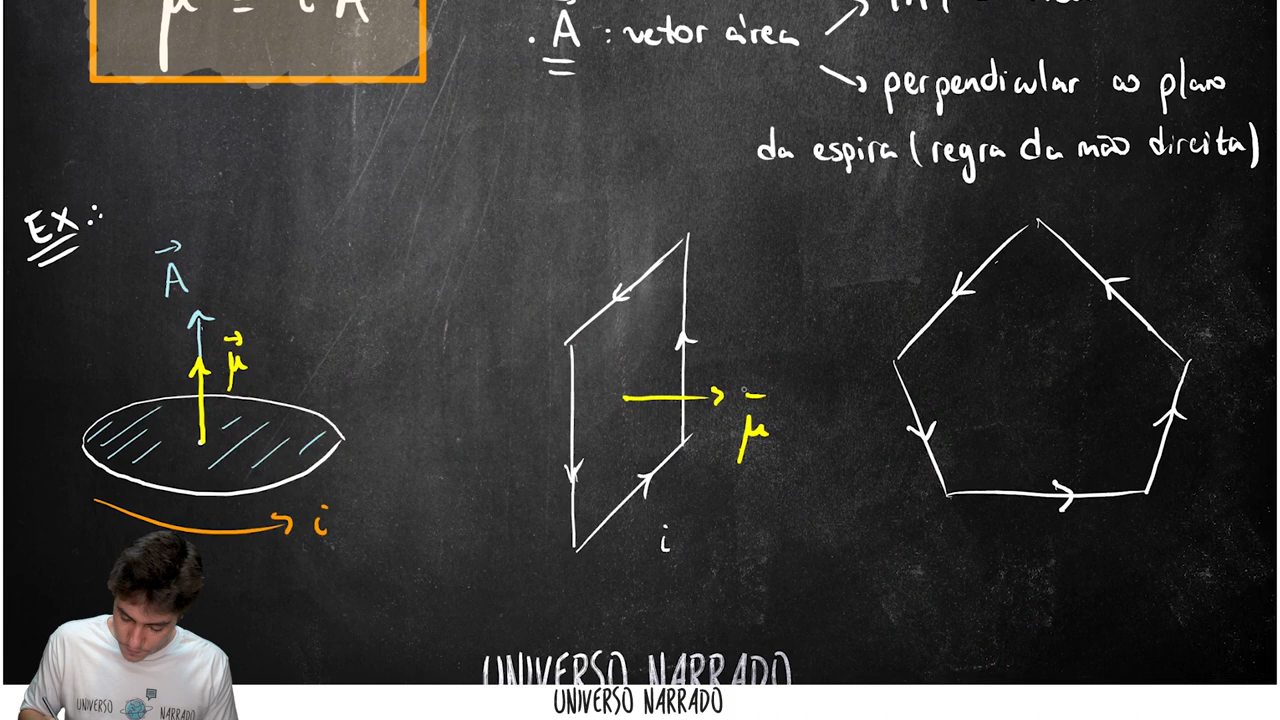 μ = i A
. A : vetor área
perpendicular ao plano
da espira (regra da mão direita)
EX:
A
μ
i
μ
i
UNIVERSO NARRADO
UNIVERSO NARRADO
UNIVERSO NARRADO